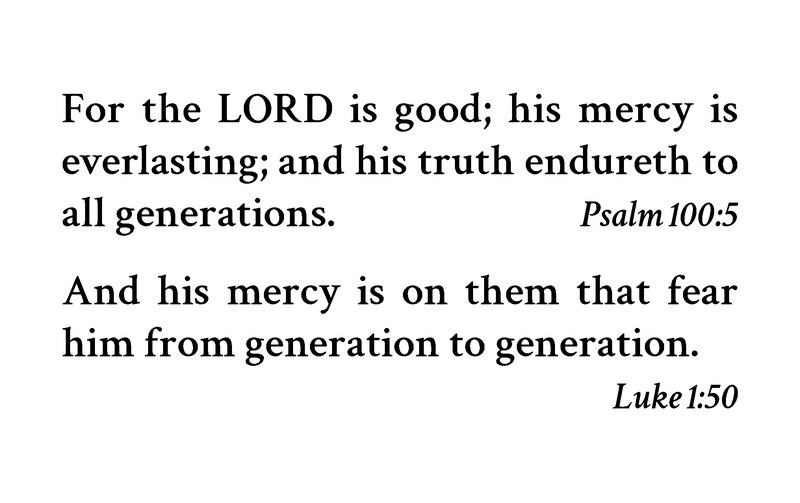 For the LORD is good; his mercy is
everlasting; and his truth endureth to
all generations. Psalm 100:5
And his mercy is on them that fear
him from generation to generation.
Luke 1:50